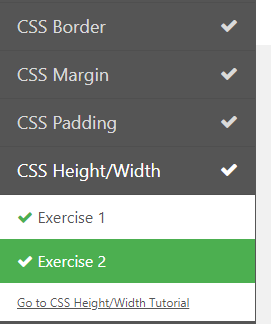 CSS Border
CSS Margin
CSS Padding
CSS Height/Width
Exercise 1
Exercise 2
Go to CSS Height/Width Tutorial